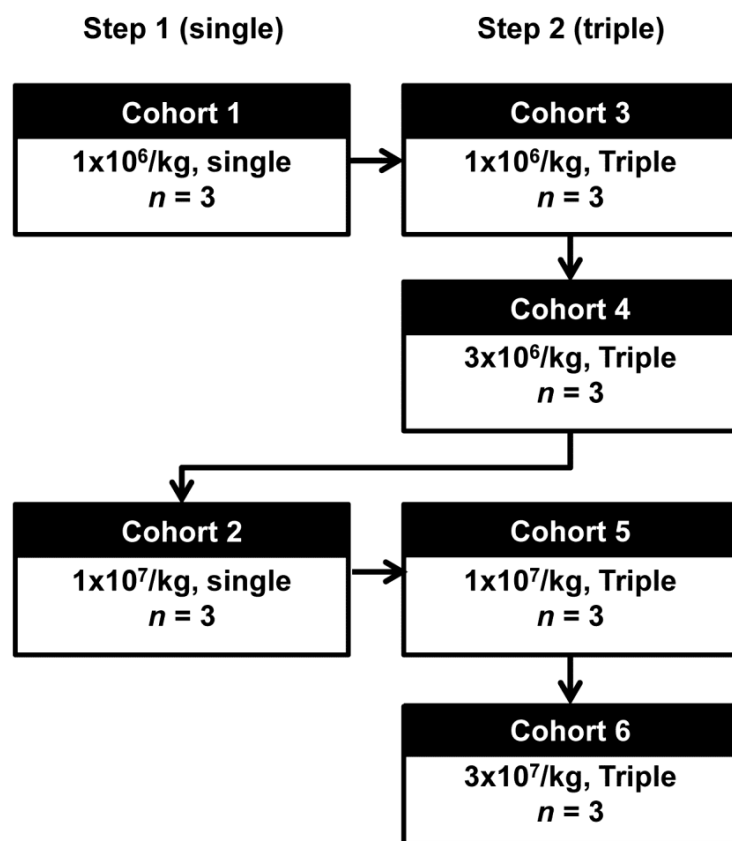 Step 1 (single)
Step 2 (triple)
Cohort 1
1x10⁶/kg, single
n = 3
Cohort 3
1x10⁶/kg, Triple
n = 3
Cohort 4
3x10⁶/kg, Triple
n = 3
Cohort 2
1x10⁷/kg, single
n = 3
Cohort 5
1x10⁷/kg, Triple
n = 3
Cohort 6
3x10⁷/kg, Triple
n = 3